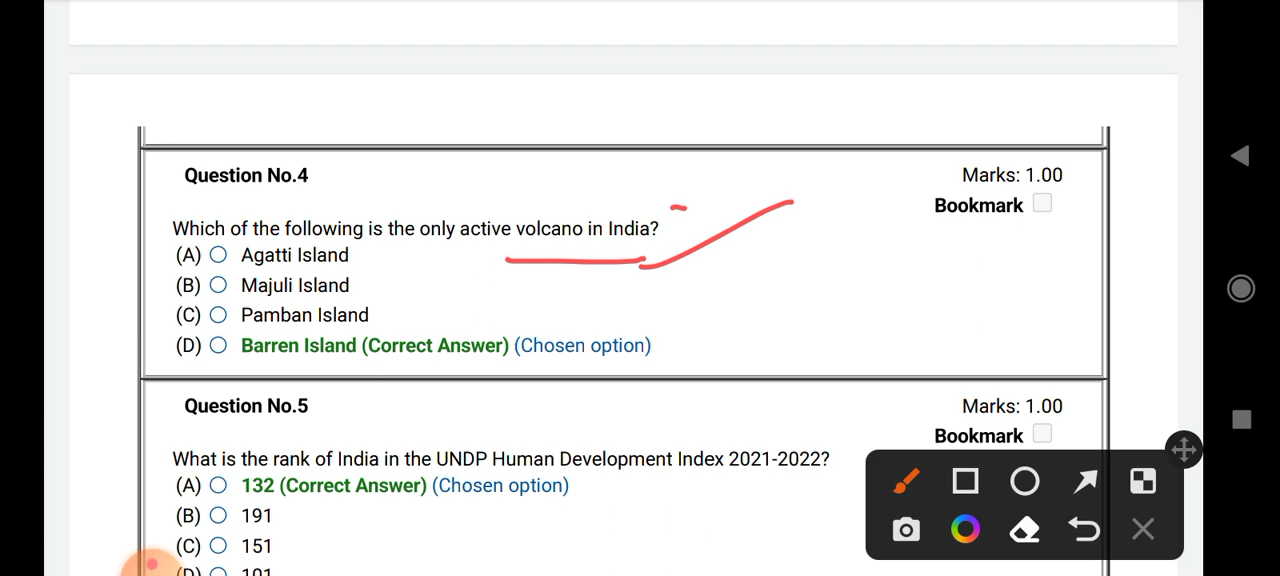 Question No.4
Marks: 1.00
Bookmark
Which of the following is the only active volcano in India?
(A) Agatti Island
(B) Majuli Island
(C) Pamban Island
(D) Barren Island (Correct Answer) (Chosen option)
Question No.5
Marks: 1.00
Bookmark
What is the rank of India in the UNDP Human Development Index 2021-2022?
(A) 132 (Correct Answer) (Chosen option)
(B) 191
(C) 151
(D) 101